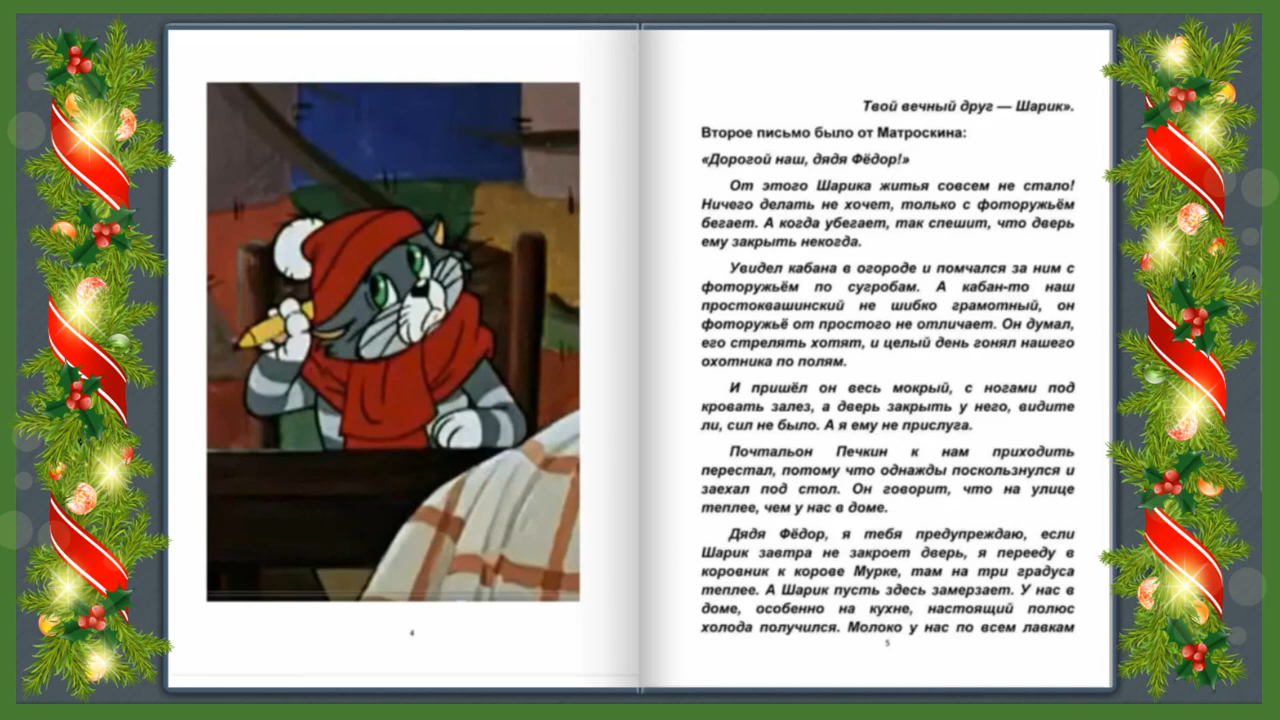 4
Твой вечный друг — Шарик».
Второе письмо было от Матроскина:
«Дорогой наш, дядя Фёдор!»
От этого Шарика житья совсем не стало!
Ничего делать не хочет, только с фоторужьём
бегает. А когда убегает, так спешит, что дверь
ему закрыть некогда.
Увидел кабана в огороде и помчался за ним с
фоторужьём по сугробам. А кабан-то наш
простоквашинский не шибко грамотный, он
фоторужьё от простого не отличает. Он думал,
его стрелять хотят, и целый день гонял нашего
охотника по полям.
И пришёл он весь мокрый, с ногами под
кровать залез, а дверь закрыть у него, видите
ли, сил не было. А я ему не прислуга.
Почтальон Печкин к нам приходить
перестал, потому что однажды поскользнулся и
заехал под стол. Он говорит, что на улице
теплее, чем у нас в доме.
Дядя Фёдор, я тебя предупреждаю, если
Шарик завтра не закроет дверь, я перееду в
коровник к корове Мурке, там на три градуса
теплее. А Шарик пусть здесь замерзает. У нас в
доме, особенно на кухне, настоящий полюс
холода получился. Молоко у нас по всем лавкам
5